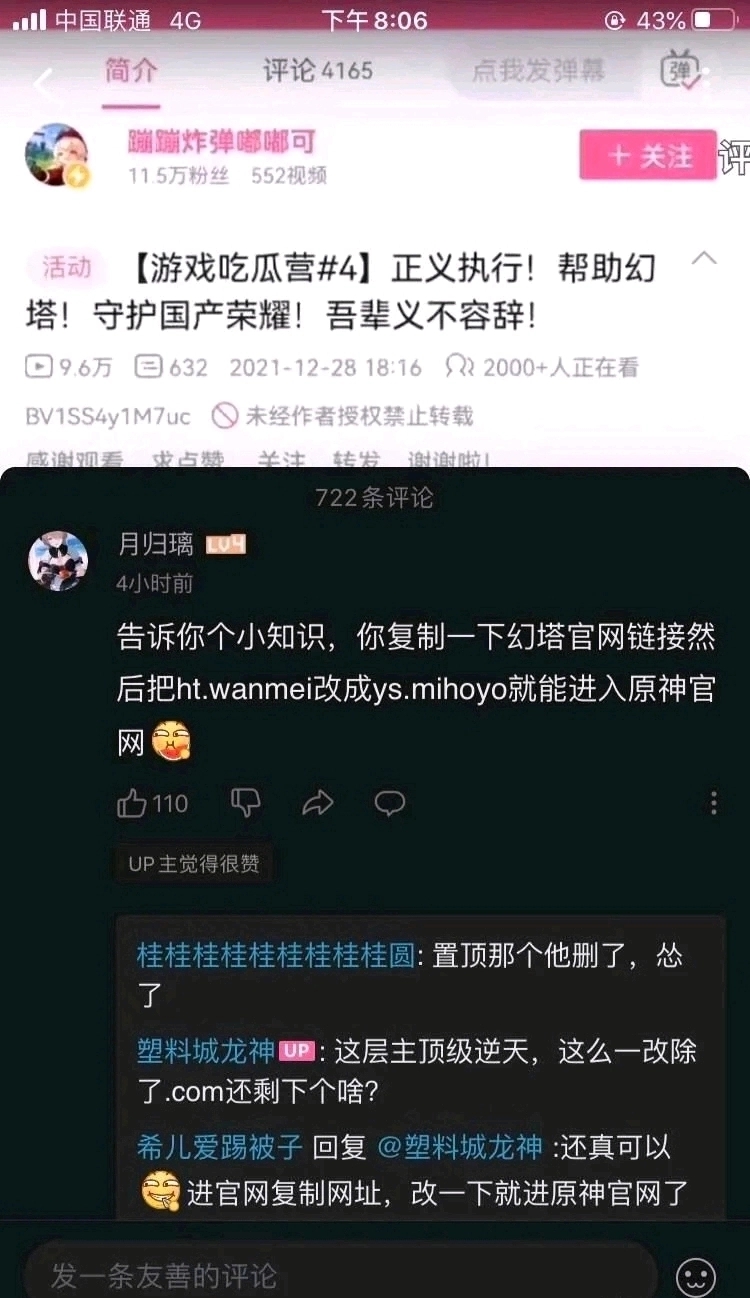 中国联通 4G 下午8:06 43%
简介 评论 4165 点我发弹幕 弹
蹦蹦炸弹嘟嘟可
11.5万粉丝 552视频
+ 关注
评
活动 【游戏吃瓜营#4】正义执行！帮助幻
塔！守护国产荣耀！吾辈义不容辞！
9.6万 632 2021-12-28 18:16 2000+人正在看
BV1SS4y1M7uc 未经作者授权禁止转载
感谢观看 求点赞 关注 转发 谢谢啦！
722条评论
月归璃 LV4
4小时前
告诉你个小知识，你复制一下幻塔官网链接然
后把ht.wanmei改成ys.mihoyo就能进入原神官
网
110
UP主觉得很赞
桂桂桂桂桂桂桂桂桂圆: 置顶那个他删了，怂
了
塑料城龙神 UP : 这层主顶级逆天，这么一改除
了.com还剩下个啥?
希儿爱踢被子 回复 @塑料城龙神 :还真可以
进官网复制网址，改一下就进原神官网了
发一条友善的评论